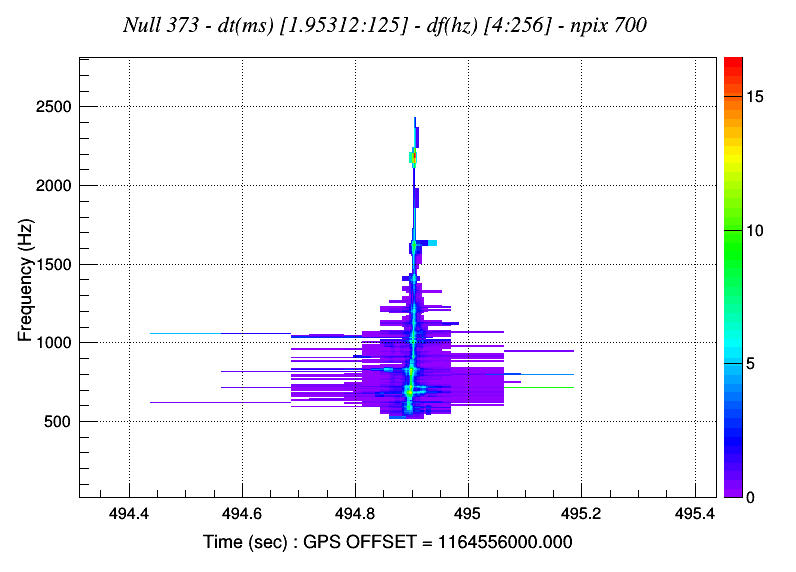 Null 373 - dt(ms) [1.95312:125] - df(hz) [4:256] - npix 700
Frequency (Hz)
2500
2000
1500
1000
500
15
10
5
0
494.4 494.6 494.8 495 495.2 495.4
Time (sec) : GPS OFFSET = 1164556000.000